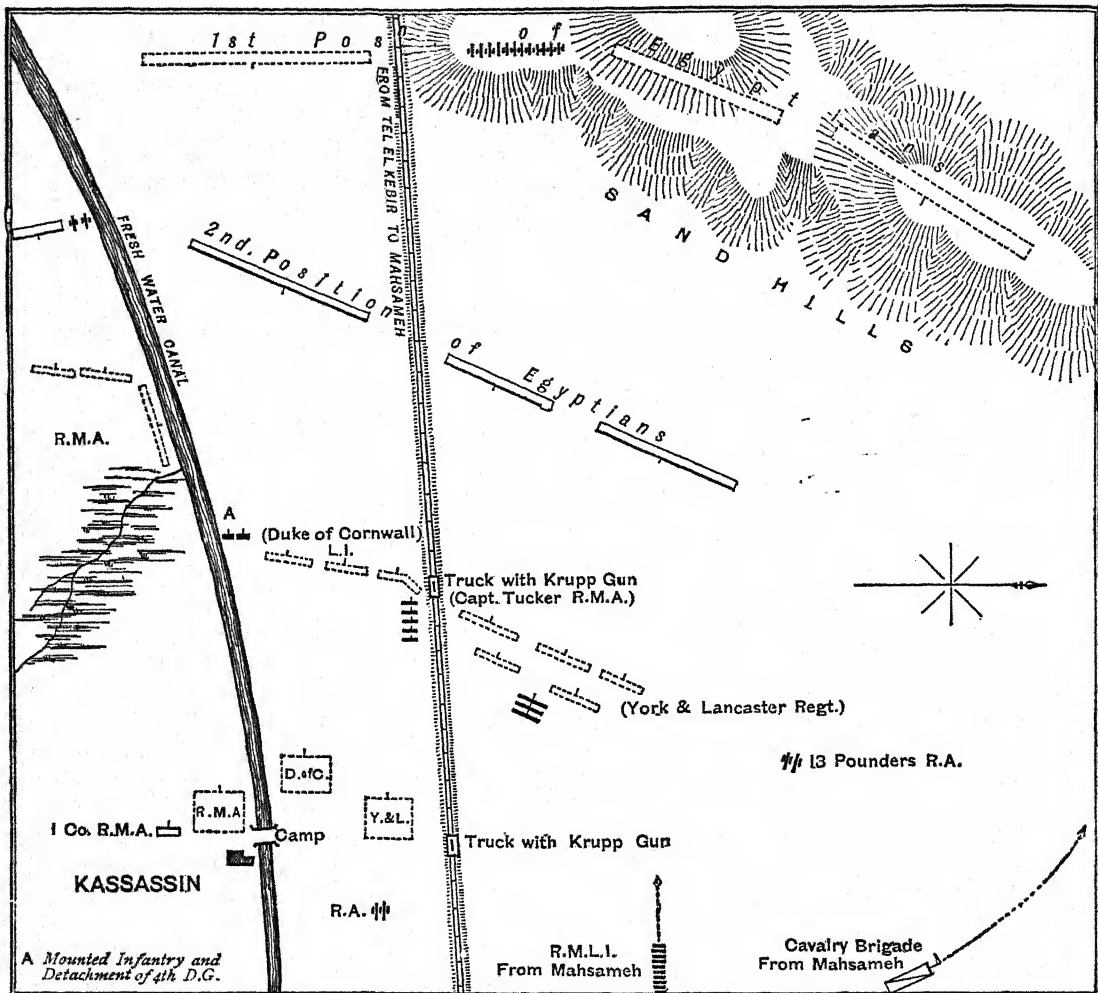 1st Posn of Egyptians
FROM TEL EL KEBIR TO MAHSAMEH
SAND HILLS
FRESH WATER CANAL
2nd. Position of Egyptians
R.M.A.
A
(Duke of Cornwall)
L.I.
Truck with Krupp Gun
(Capt. Tucker R.M.A.)
(York & Lancaster Regt.)
13 Pounders R.A.
D. of C.
R.M.A
Y.&L.
1 Co. R.M.A.
Camp
Truck with Krupp Gun
KASSASSIN
R.A.
R.M.L.I.
From Mahsameh
Cavalry Brigade
From Mahsameh
A Mounted Infantry and
Detachment of 4th D.G.